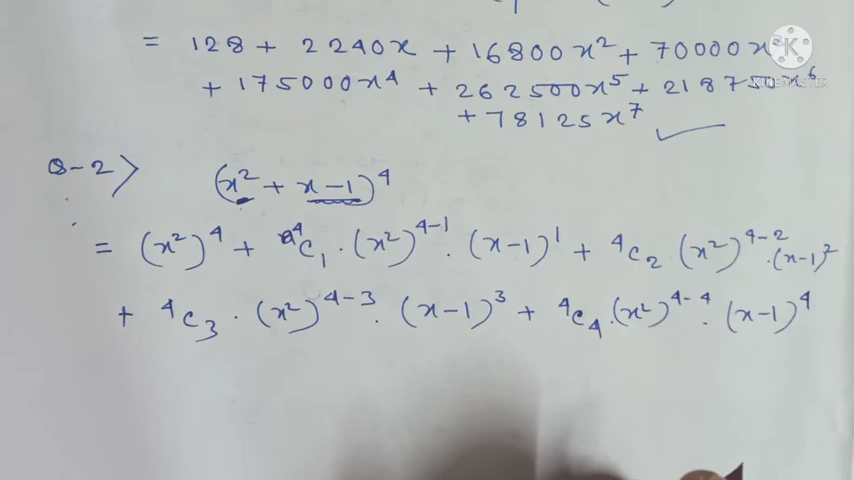 = 128 + 2240x + 16800x² + 70000x³
+ 175000x⁴ + 262500x⁵ + 218750x⁶
+ 78125x⁷
Q-2> (x² + x-1)⁴
= (x²)⁴ + ⁴C₁ · (x²)⁴⁻¹ · (x-1)¹ + ⁴C₂ (x²)⁴⁻² · (x-1)²
+ ⁴C₃ · (x²)⁴⁻³ · (x-1)³ + ⁴C₄ · (x²)⁴⁻⁴ · (x-1)⁴
K
KINEMASTER